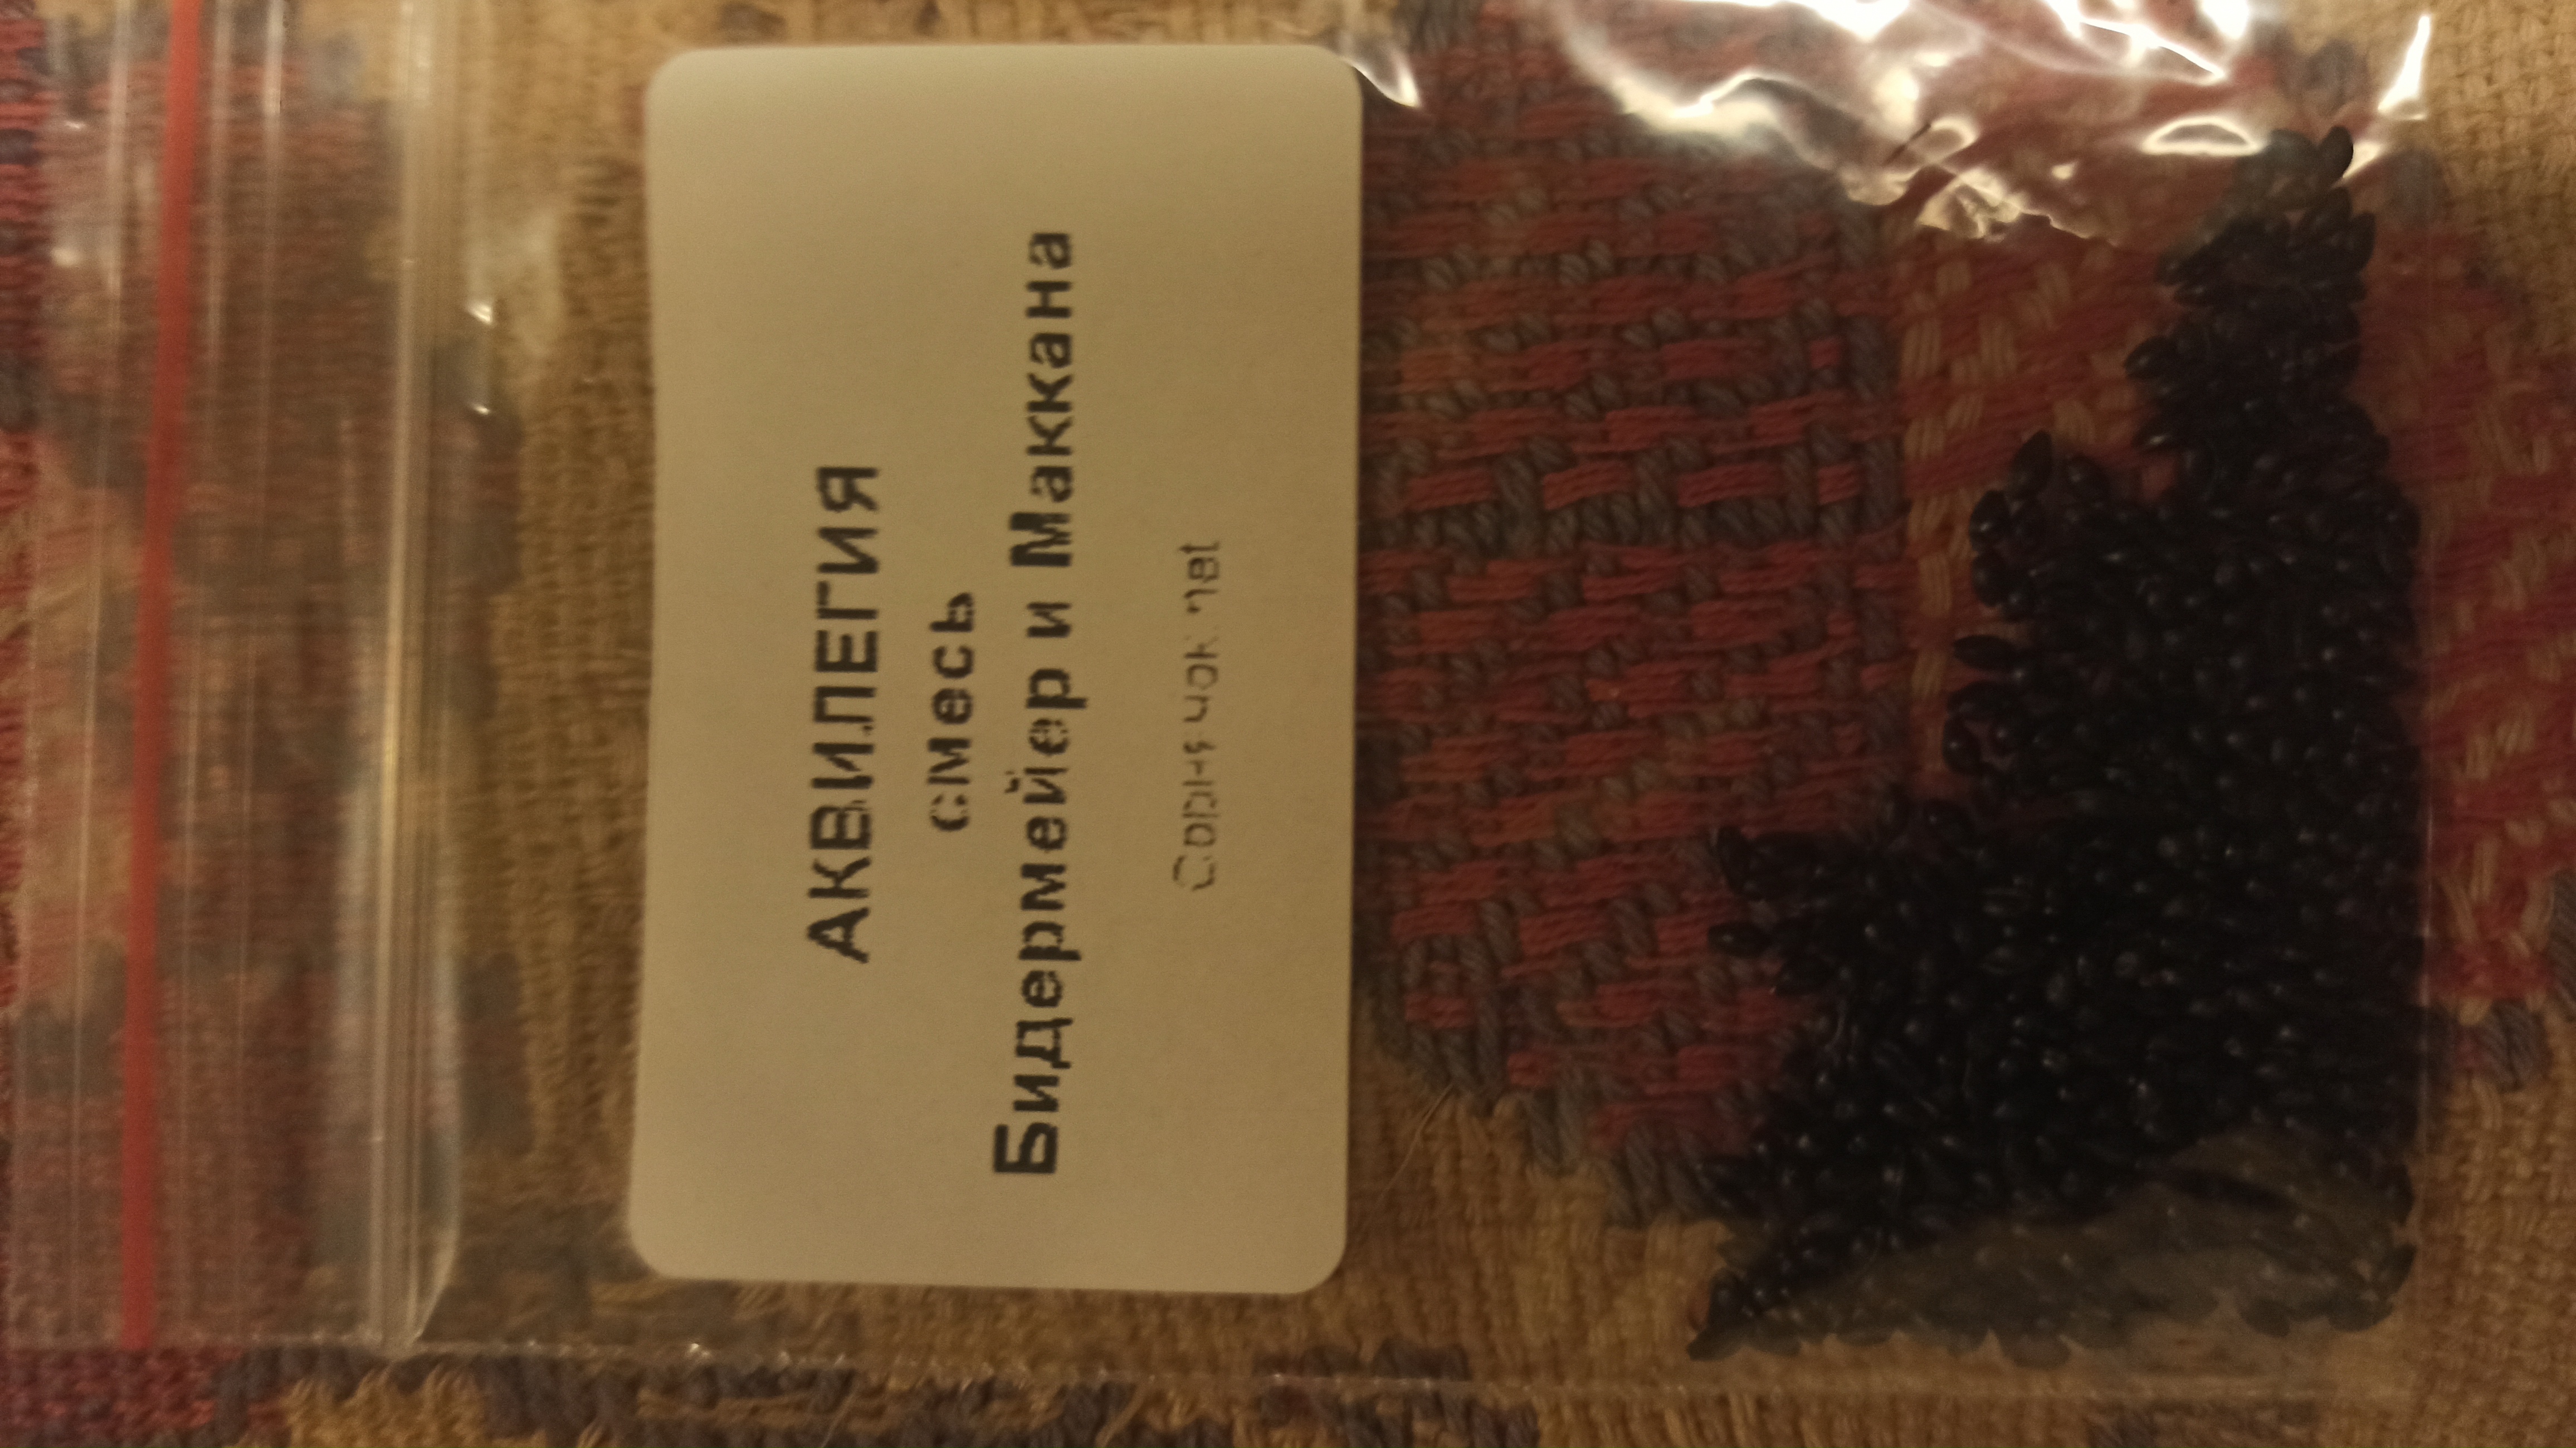 АКВИЛЕГИЯ
смесь
Бидермейер и Маккана